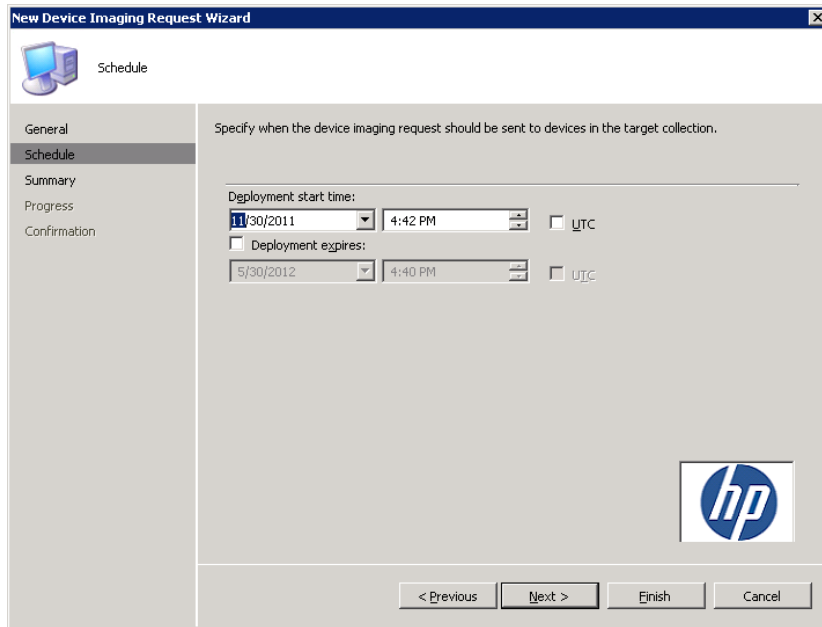 New Device Imaging Request Wizard
Schedule
General
Schedule
Summary
Progress
Confirmation
Specify when the device imaging request should be sent to devices in the target collection.
Deployment start time:
11/30/2011 4:42 PM UTC
Deployment expires:
5/30/2012 4:40 PM UTC
hp
< Previous Next > Finish Cancel